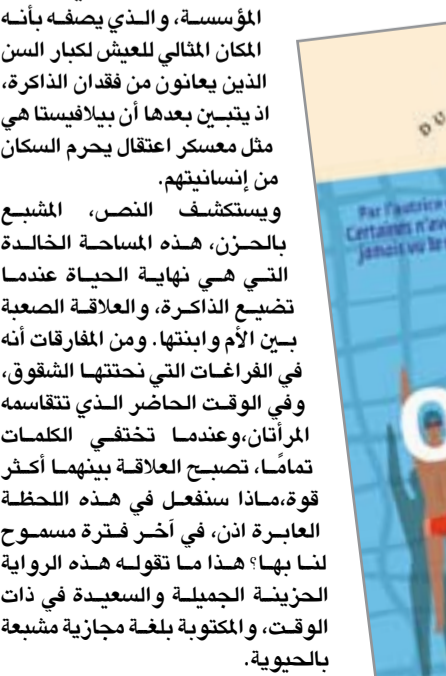 المؤسسة، والذي يصفه بأنه
المكان المثالي للعيش لكبار السن
الذين يعانون من فقدان الذاكرة،
اذ يتبين بعدها أن بيلافيستا هي
مثل معسكر اعتقال يحرم السكان
من إنسانيتهم.
ويستكشف النص، المشبع
بالحزن، هذه المساحة الخالدة
التي هي نهاية الحياة عندما
تضيع الذاكرة، والعلاقة الصعبة
بين الأم وابنتها. ومن المفارقات أنه
في الفراغات التي نحتتها الشقوق،
وفي الوقت الحاضر الذي تتقاسمه
المرأتان،وعندما تختفي الكلمات
تمامًا، تصبح العلاقة بينهما أكثر
قوة،ماذا سنفعل في هذه اللحظة
العابرة اذن، في آخر فترة مسموح
لنا بها؟ هذا ما تقوله هذه الرواية
الحزينة الجميلة والسعيدة في ذات
الوقت، والمكتوبة بلغة مجازية مشبعة
بالحيوية.
Par l'autrice
Certaines n'av
jamais vu